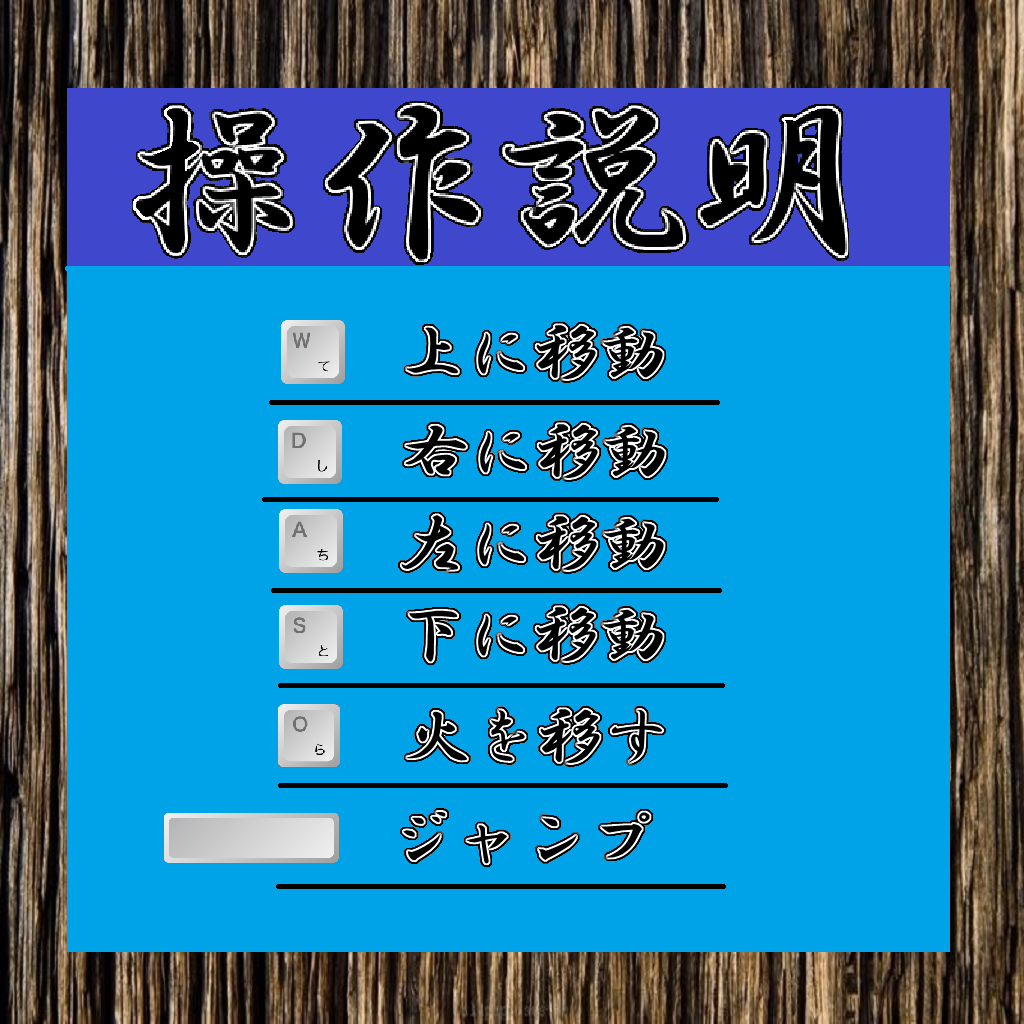 操作説明
W て 上に移動
D し 右に移動
A ち 左に移動
S と 下に移動
O ら 火を移す
ジャンプ